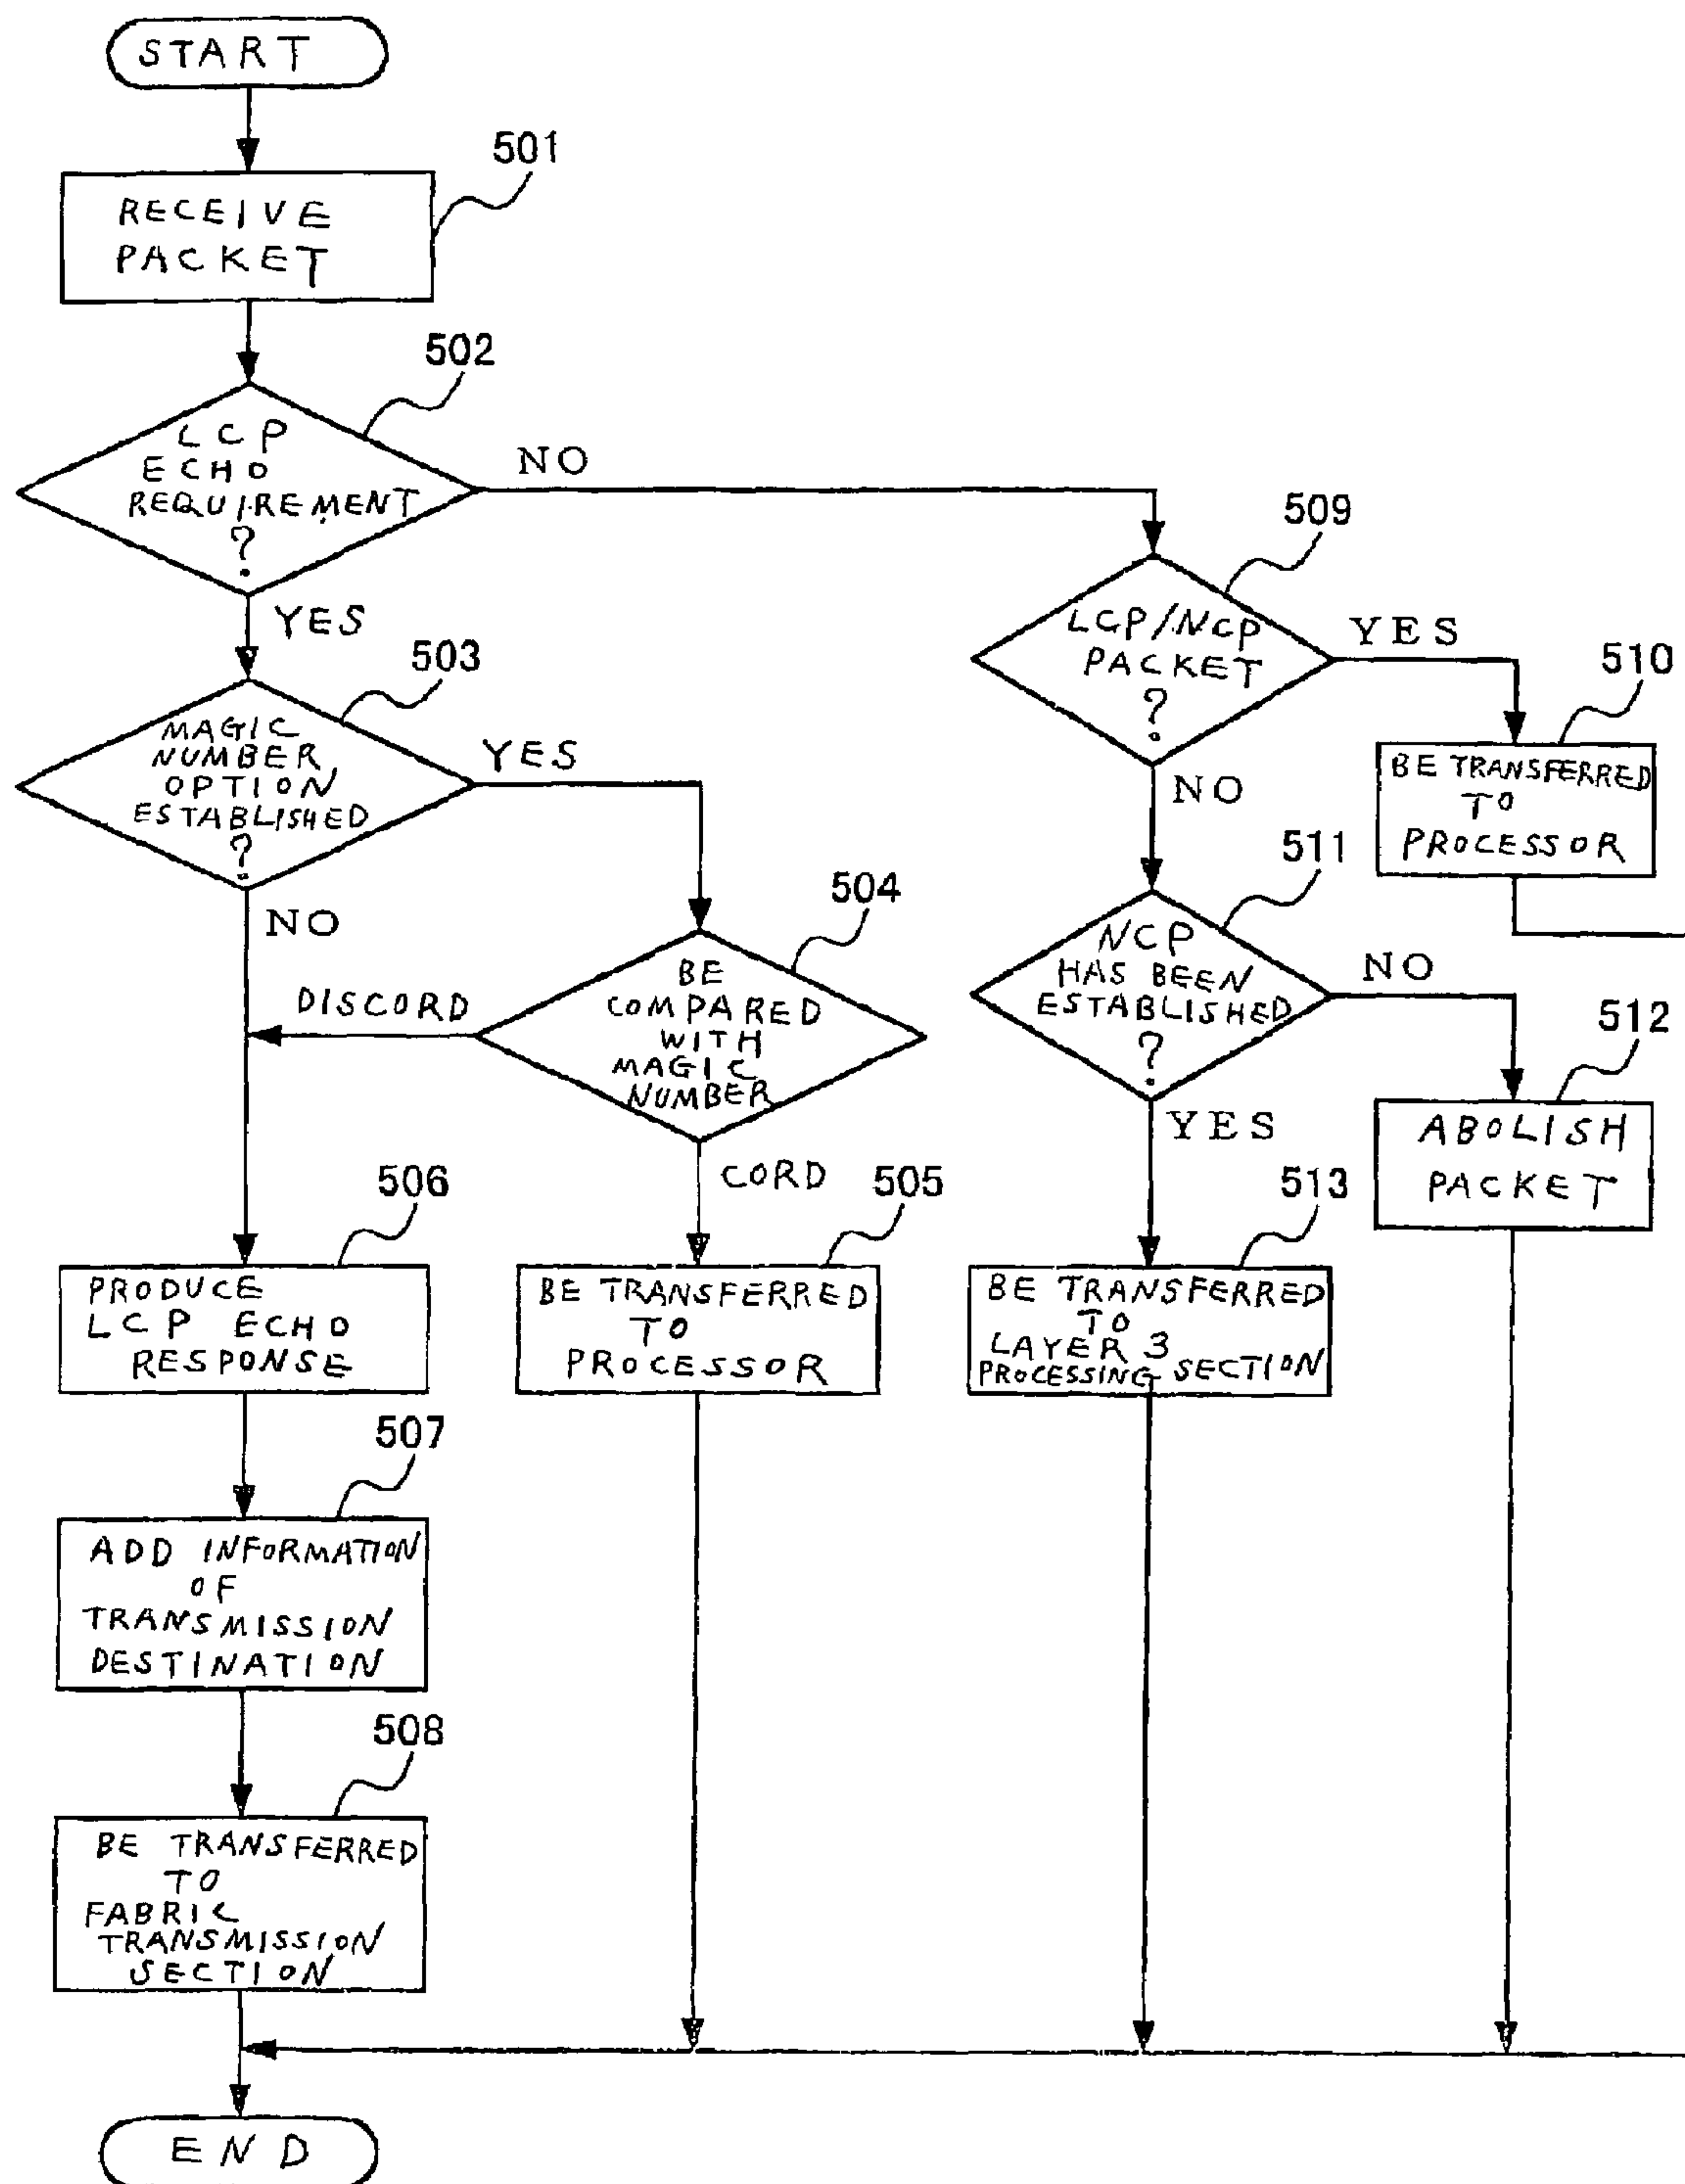 START
501
RECEIVE
PACKET
502
LCP
ECHO
REQUIREMENT
?
NO
YES
503
MAGIC
NUMBER
OPTION
ESTABLISHED
?
YES
NO
504
BE
COMPARED
WITH
MAGIC
NUMBER
DISCORD
CORD
505
BE TRANSFERRED
TO
PROCESSOR
506
PRODUCE
LCP ECHO
RESPONSE
507
ADD INFORMATION
OF
TRANSMISSION
DESTINATION
508
BE TRANSFERRED
TO
FABRIC
TRANSMISSION
SECTION
509
LCP/NCP
PACKET
?
YES
NO
510
BE TRANSFERRED
TO
PROCESSOR
511
NCP
HAS BEEN
ESTABLISHED
?
NO
YES
512
ABOLISH
PACKET
513
BE TRANSFERRED
TO
LAYER 3
PROCESSING SECTION
END